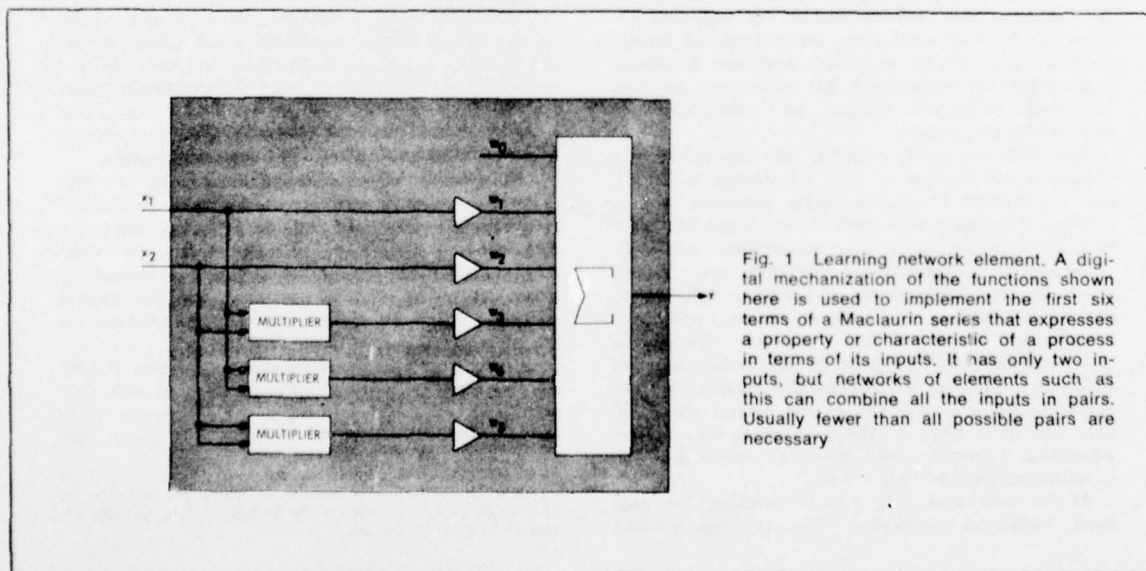 x1
x2
w0
w1
w2
MULTIPLIER
w3
MULTIPLIER
MULTIPLIER
Σ
y
Fig. 1 Learning network element. A digi-
tal mechanization of the functions shown
here is used to implement the first six
terms of a Maclaurin series that expresses
a property or characteristic of a process
in terms of its inputs. It has only two in-
puts, but networks of elements such as
this can combine all the inputs in pairs.
Usually fewer than all possible pairs are
necessary